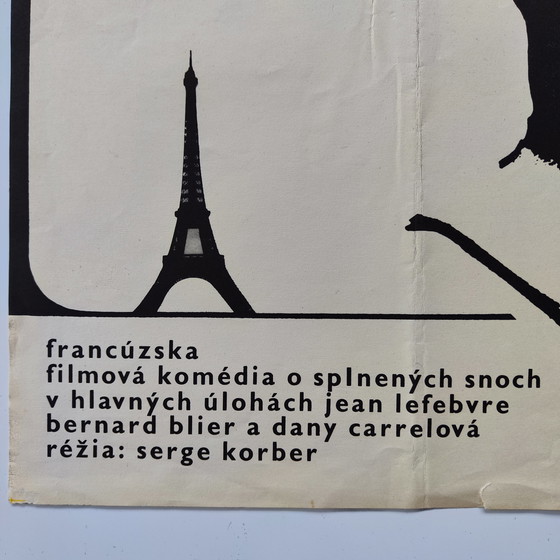 francúzska
filmová komédia o splnených snoch
v hlavných úlohách jean lefebvre
bernard blier a dany carrelová
réžia: serge korber